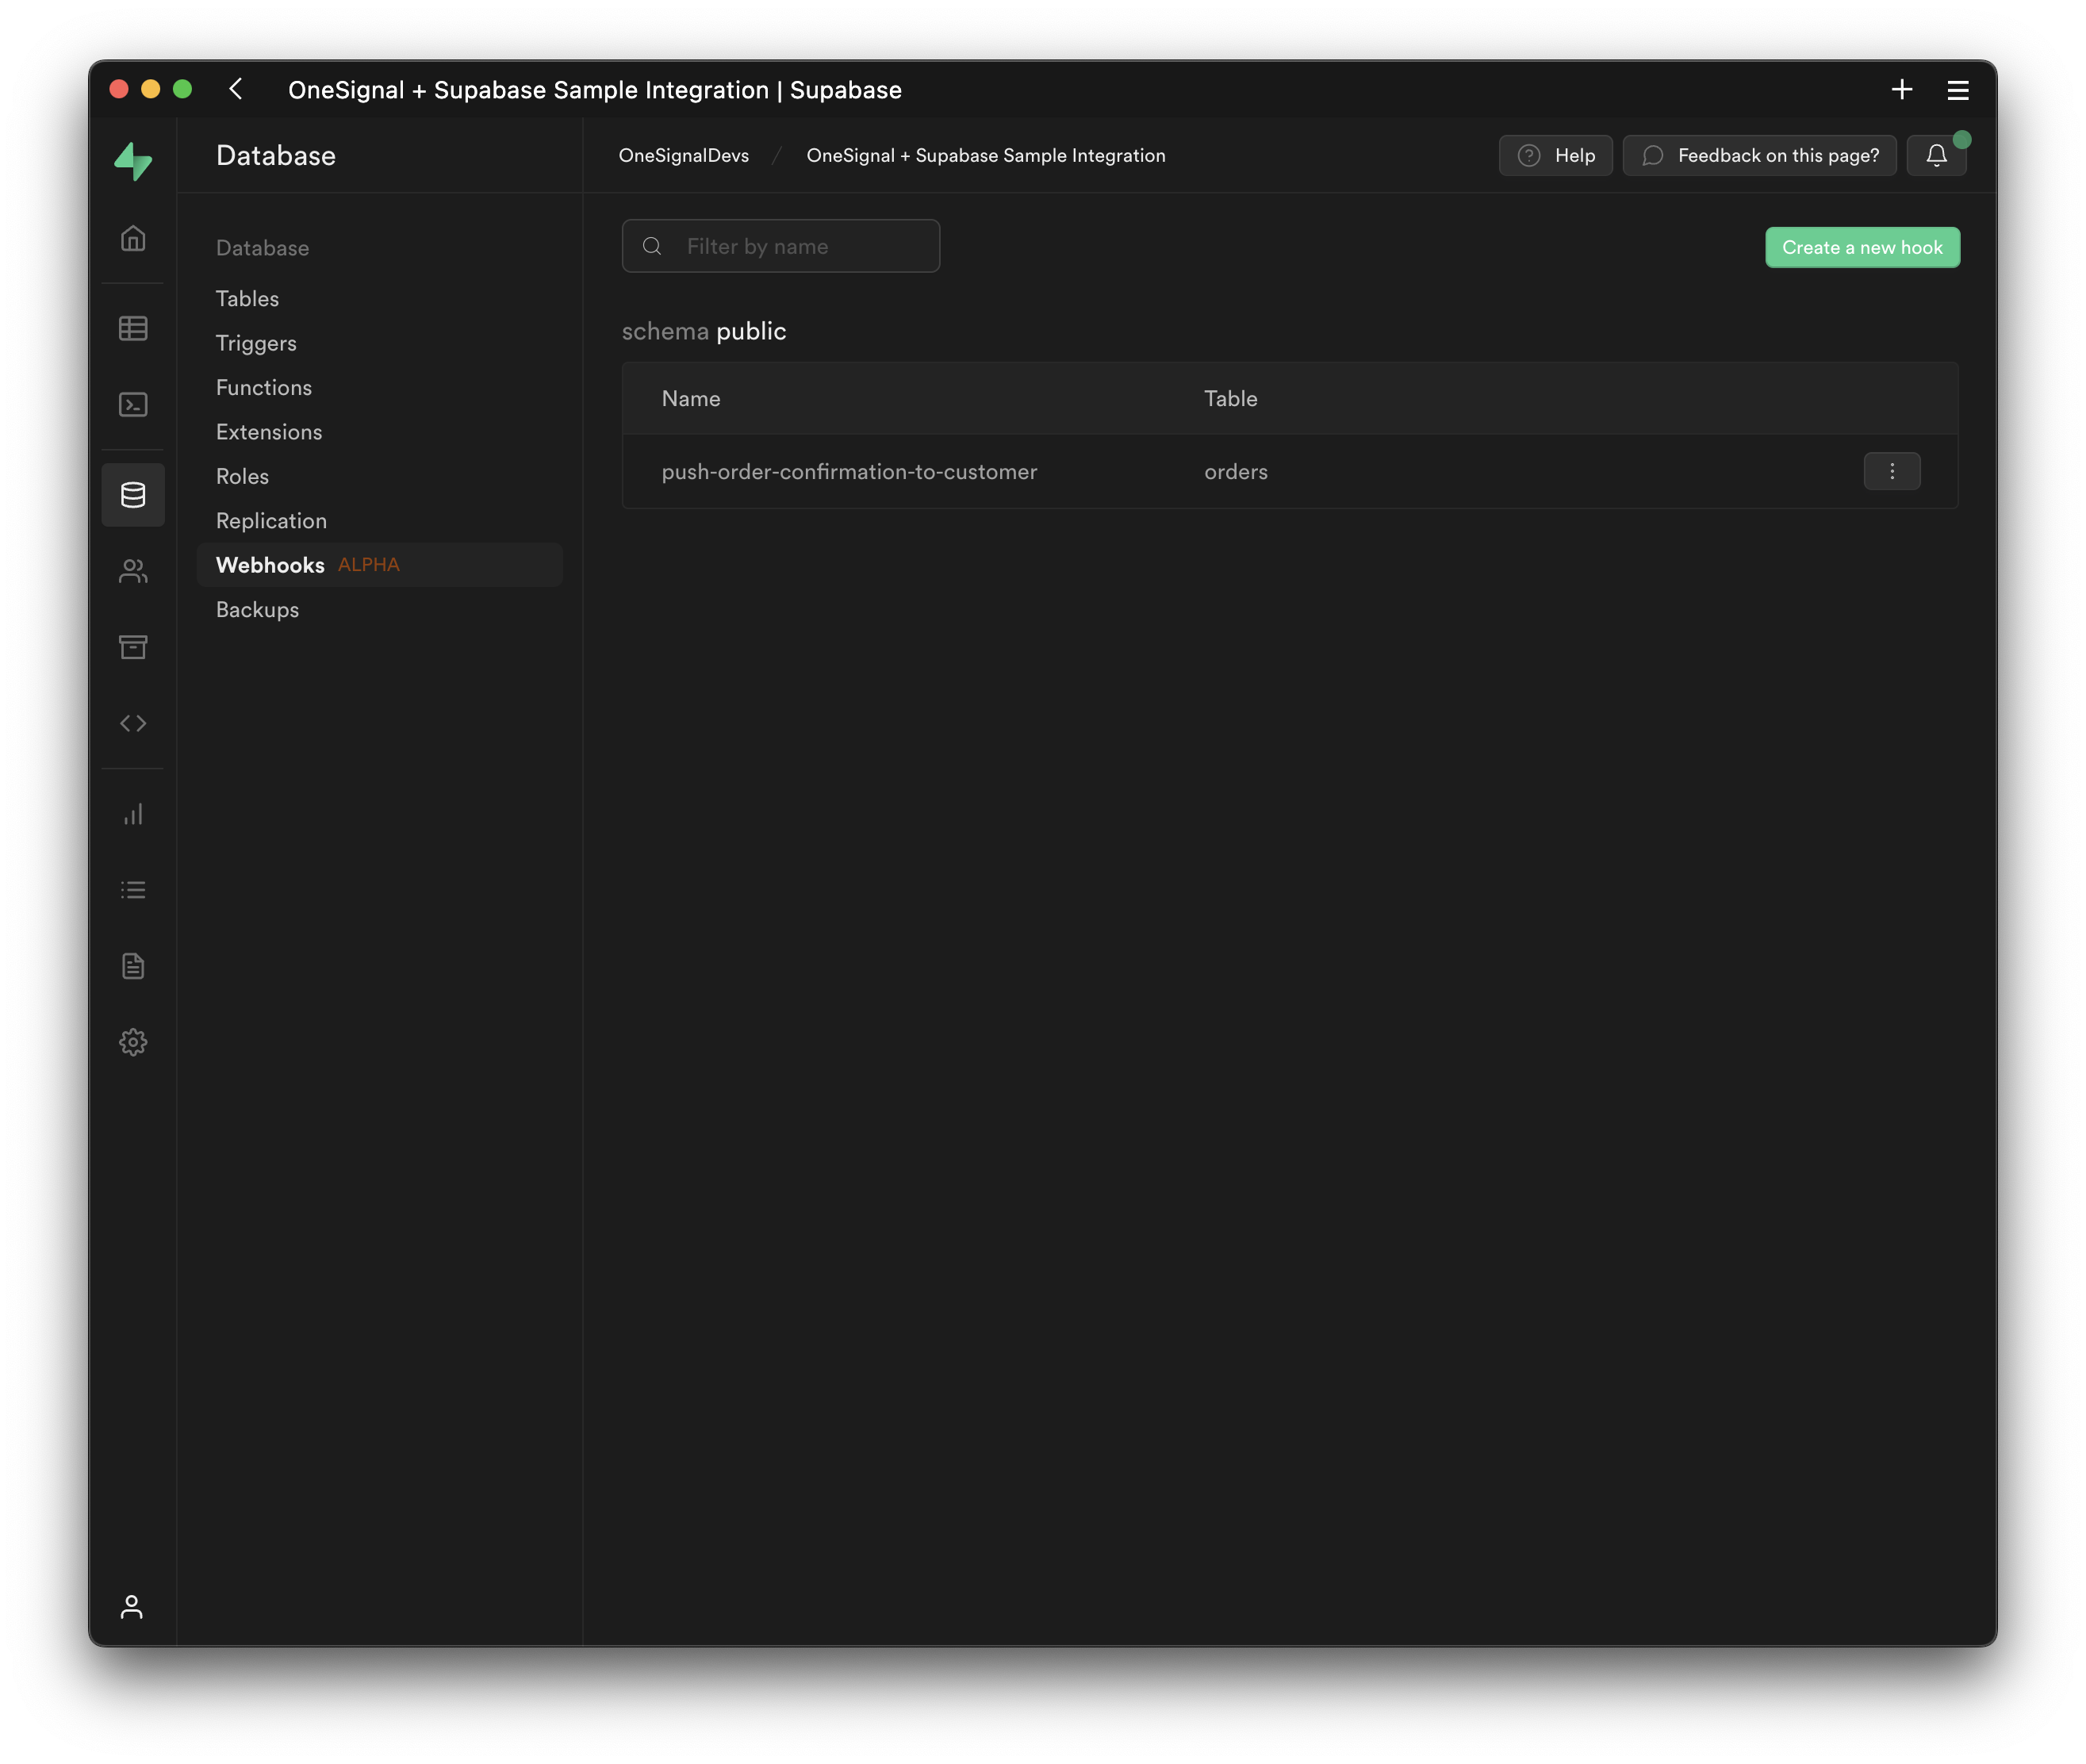 OneSignal + Supabase Sample Integration | Supabase
Database
OneSignalDevs / OneSignal + Supabase Sample Integration
Help
Feedback on this page?
Database
Tables
Triggers
Functions
Extensions
Roles
Replication
Webhooks ALPHA
Backups
Filter by name
Create a new hook
schema public
Name Table
push-order-confirmation-to-customer orders